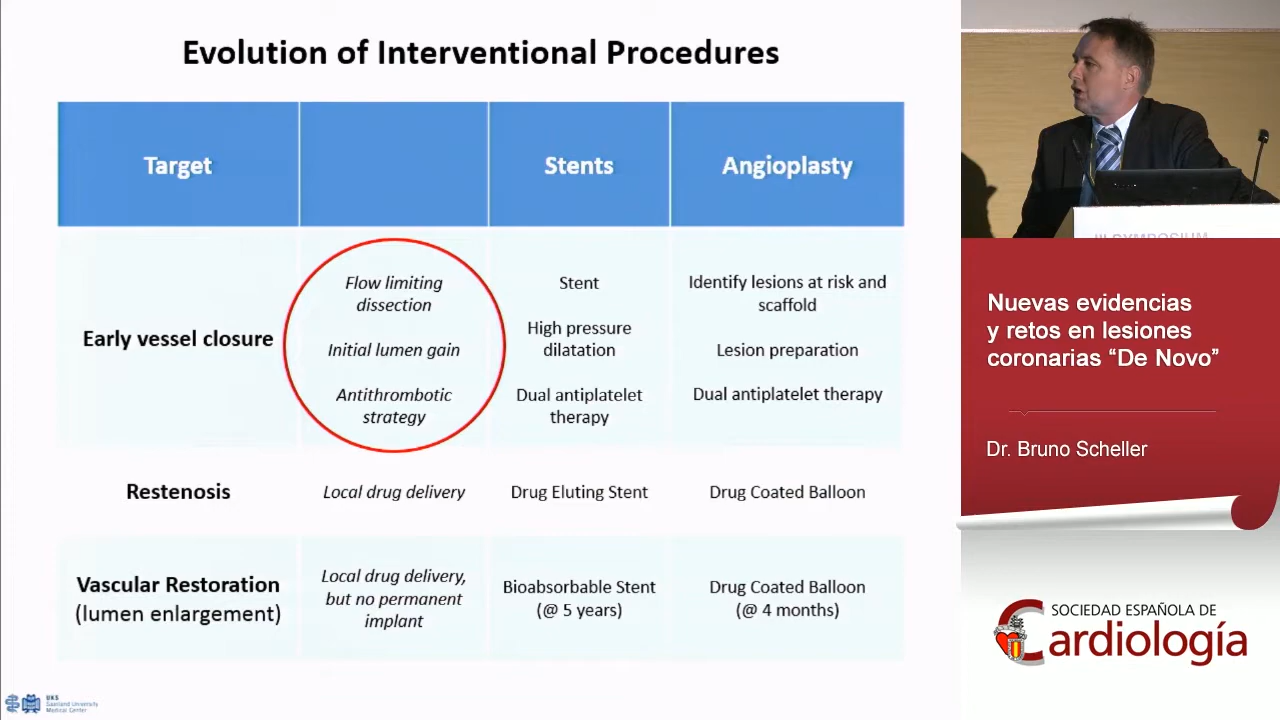 Evolution of Interventional Procedures
Target
Stents
Angioplasty
Early vessel closure
Flow limiting
dissection
Initial lumen gain
Antithrombotic
strategy
Stent
High pressure
dilatation
Dual antiplatelet
therapy
Identify lesions at risk and
scaffold
Lesion preparation
Dual antiplatelet therapy
Restenosis
Local drug delivery
Drug Eluting Stent
Drug Coated Balloon
Vascular Restoration
(lumen enlargement)
Local drug delivery,
but no permanent
implant
Bioabsorbable Stent
(@ 5 years)
Drug Coated Balloon
(@ 4 months)
UKS
Saarland University
Medical Center
III SYMPOSIUM
Nuevas evidencias
y retos en lesiones
coronarias “De Novo”
Dr. Bruno Scheller
SOCIEDAD ESPAÑOLA DE
Cardiología